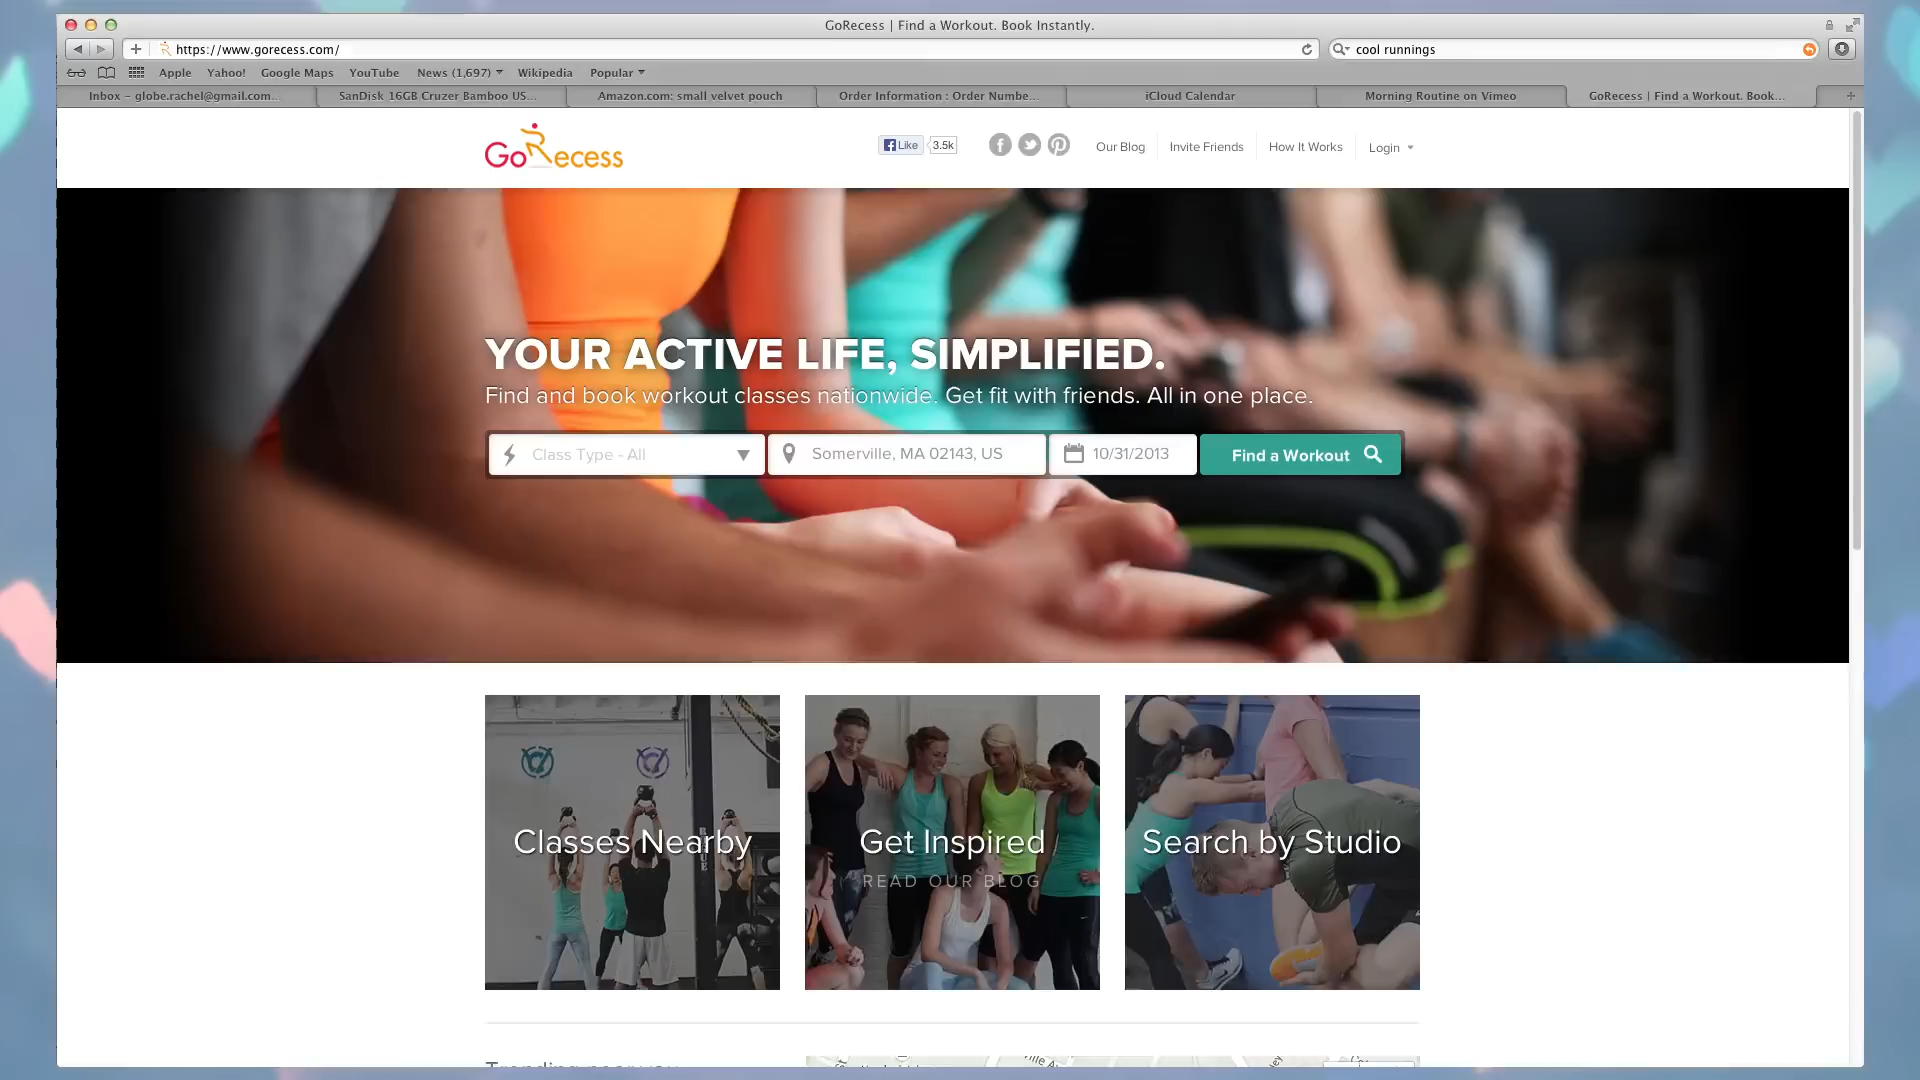 GoRecess | Find a Workout. Book Instantly.
https://www.gorecess.com/
cool runnings
Apple Yahoo! Google Maps YouTube News (1,697) Wikipedia Popular
Inbox – globe.rachel@gmail.com... SanDisk 16GB Cruzer Bamboo US... Amazon.com: small velvet pouch Order Information : Order Numbe... iCloud Calendar Morning Routine on Vimeo GoRecess | Find a Workout. Book...
GoRecess
Like 3.5k
Our Blog Invite Friends How It Works Login
YOUR ACTIVE LIFE, SIMPLIFIED.
Find and book workout classes nationwide. Get fit with friends. All in one place.
Class Type - All Somerville, MA 02143, US 10/31/2013 Find a Workout
Classes Nearby
Get Inspired
READ OUR BLOG
Search by Studio